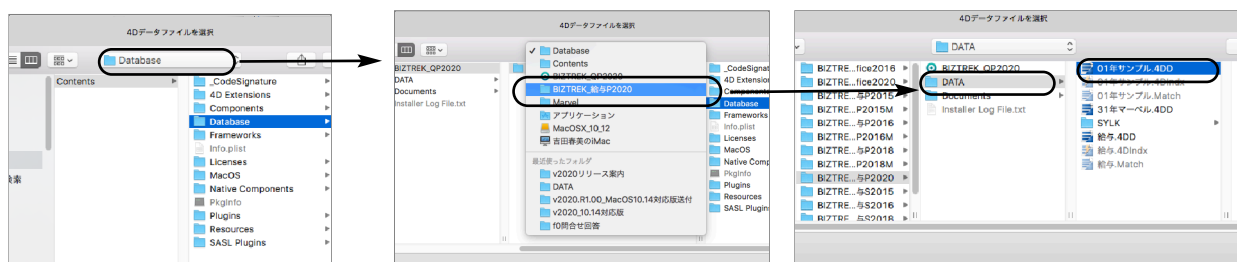 4Dデータファイルを選択
Database
Contents
_CodeSignature
4D Extensions
Components
Database
Frameworks
Info.plist
Licenses
MacOS
Native Components
PkgInfo
Plugins
Resources
SASL Plugins
検索
4Dデータファイルを選択
BIZTREK_QP2020
DATA
Documents
Installer Log File.txt
Database
Contents
BIZTREK_QP2020
BIZTREK_給与P2020
Marvel
アプリケーション
MacOSX_10_12
吉田春美のiMac
最近使ったフォルダ
v2020リリース案内
DATA
v2020.R1.00_MacOS10.14対応版送付
v2020_10.14対応版
f0問合せ回答
_CodeSignat
4D Extension
Components
Database
Frameworks
Info.plist
Licenses
MacOS
Native Comp
PkgInfo
Plugins
Resources
SASL Plugin
4Dデータファイルを選択
DATA
BIZTRE...fice2016
BIZTRE...fice2020
BIZTRE...与P2015
BIZTRE...P2015M
BIZTRE...与P2016
BIZTRE...P2016M
BIZTRE...与P2018
BIZTRE...P2018M
BIZTRE...与P2020
BIZTRE...与S2015
BIZTRE...与S2016
BIZTRE...与S2018
BIZTREK_QP2020
DATA
Documents
Installer Log File.txt
01年サンプル.4DD
01年サンプル.4DIndx
01年サンプル.Match
31年マーベル.4DD
SYLK
給与.4DD
給与.4DIndx
給与.Match